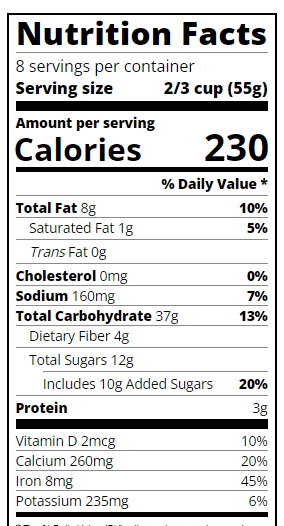 Nutrition Facts
8 servings per container
Serving size 2/3 cup (55g)
Amount per serving
Calories 230
% Daily Value *
Total Fat 8g 10%
Saturated Fat 1g 5%
Trans Fat 0g
Cholesterol 0mg 0%
Sodium 160mg 7%
Total Carbohydrate 37g 13%
Dietary Fiber 4g
Total Sugars 12g
Includes 10g Added Sugars 20%
Protein 3g
Vitamin D 2mcg 10%
Calcium 260mg 20%
Iron 8mg 45%
Potassium 235mg 6%